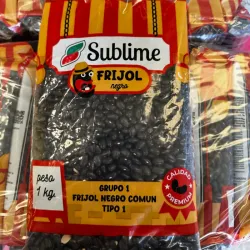 Sublime
FRIJOL
negro
peso
1 kg.
GRUPO 1
FRIJOL NEGRO COMUN
TIPO 1
CALIDAD
PREMIUM